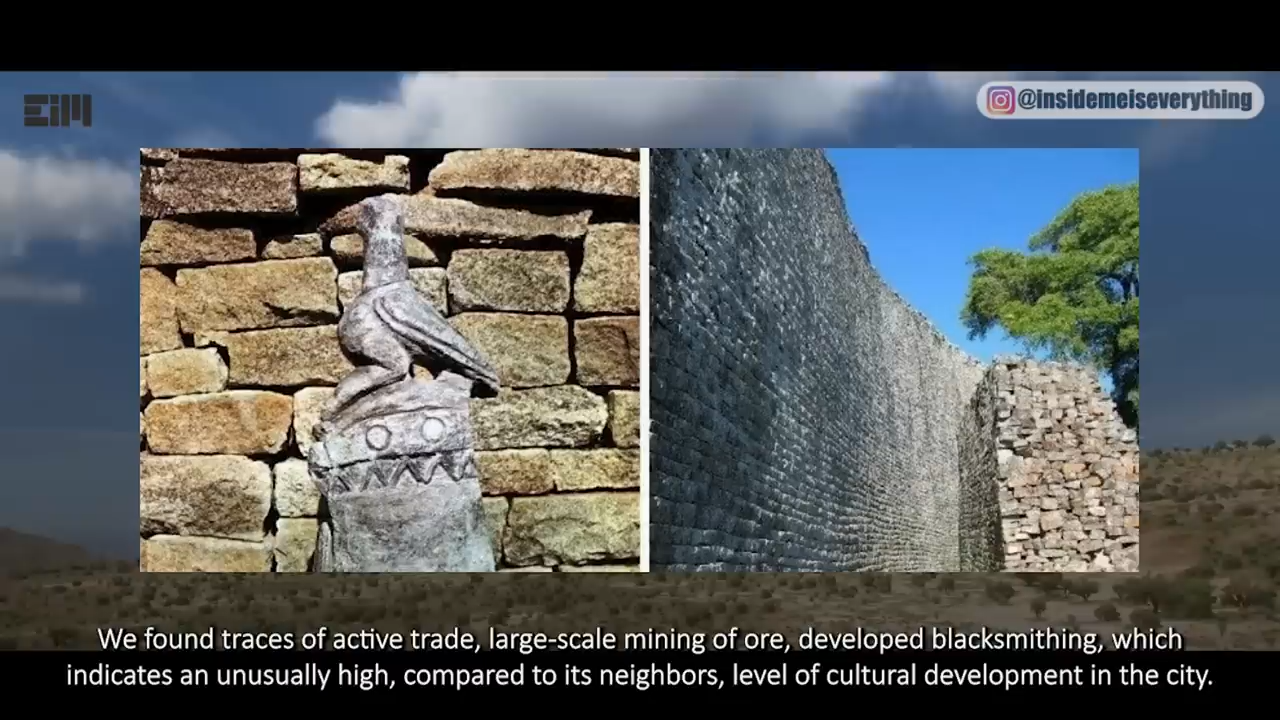 EIM
@insidemeiseverything
We found traces of active trade, large-scale mining of ore, developed blacksmithing, which
indicates an unusually high, compared to its neighbors, level of cultural development in the city.